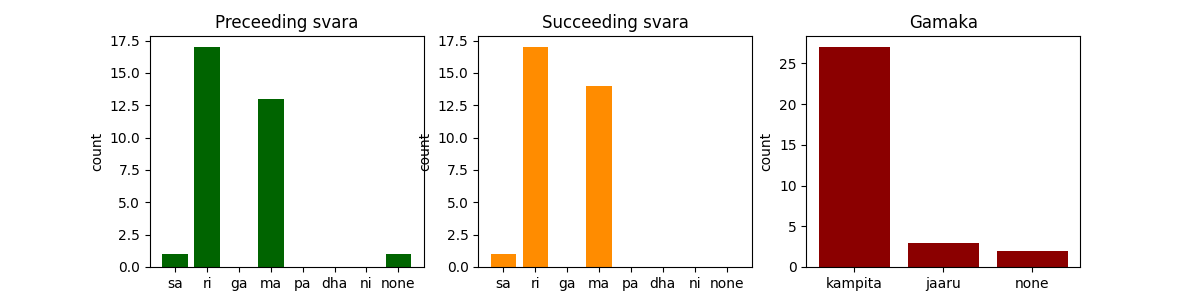 Preceeding svara
count
17.5
15.0
12.5
10.0
7.5
5.0
2.5
0.0
sa ri ga ma pa dha ni none
Succeeding svara
count
17.5
15.0
12.5
10.0
7.5
5.0
2.5
0.0
sa ri ga ma pa dha ni none
Gamaka
count
25
20
15
10
5
0
kampita jaaru none